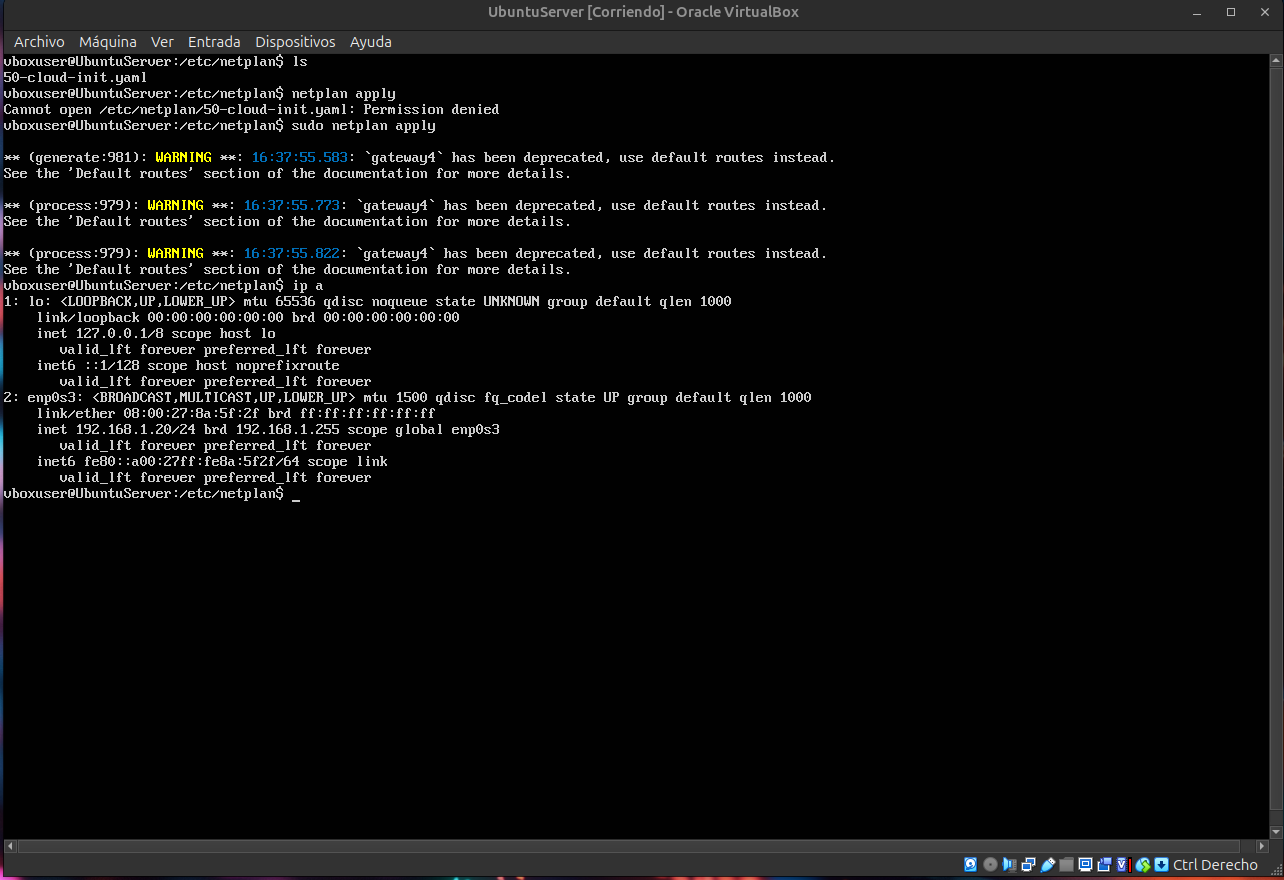 UbuntuServer [Corriendo] - Oracle VirtualBox
Archivo Máquina Ver Entrada Dispositivos Ayuda
vboxuser@UbuntuServer:/etc/netplan$ ls
50-cloud-init.yaml
vboxuser@UbuntuServer:/etc/netplan$ netplan apply
Cannot open /etc/netplan/50-cloud-init.yaml: Permission denied
vboxuser@UbuntuServer:/etc/netplan$ sudo netplan apply
** (generate:981): WARNING **: 16:37:55.583: `gateway4` has been deprecated, use default routes instead.
See the 'Default routes' section of the documentation for more details.
** (process:979): WARNING **: 16:37:55.773: `gateway4` has been deprecated, use default routes instead.
See the 'Default routes' section of the documentation for more details.
** (process:979): WARNING **: 16:37:55.822: `gateway4` has been deprecated, use default routes instead.
See the 'Default routes' section of the documentation for more details.
vboxuser@UbuntuServer:/etc/netplan$ ip a
1: lo: <LOOPBACK,UP,LOWER_UP> mtu 65536 qdisc noqueue state UNKNOWN group default qlen 1000
link/loopback 00:00:00:00:00:00 brd 00:00:00:00:00:00
inet 127.0.0.1/8 scope host lo
valid_lft forever preferred_lft forever
inet6 ::1/128 scope host noprefixroute
valid_lft forever preferred_lft forever
2: enp0s3: <BROADCAST,MULTICAST,UP,LOWER_UP> mtu 1500 qdisc fq_codel state UP group default qlen 1000
link/ether 08:00:27:8a:5f:2f brd ff:ff:ff:ff:ff:ff
inet 192.168.1.20/24 brd 192.168.1.255 scope global enp0s3
valid_lft forever preferred_lft forever
inet6 fe80::a00:27ff:fe8a:5f2f/64 scope link
valid_lft forever preferred_lft forever
vboxuser@UbuntuServer:/etc/netplan$ _
Ctrl Derecho